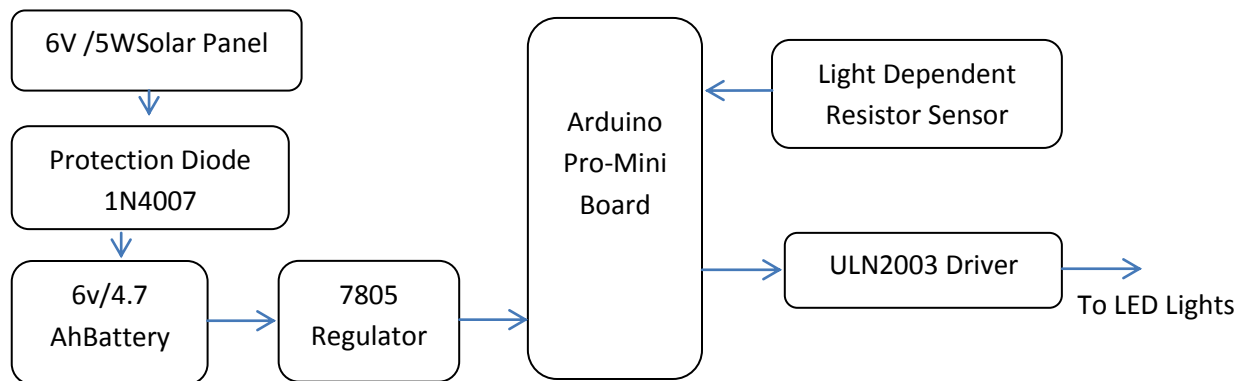 6V /5WSolar Panel
Protection Diode
1N4007
6v/4.7
AhBattery
7805
Regulator
Arduino
Pro-Mini
Board
Light Dependent
Resistor Sensor
ULN2003 Driver
To LED Lights